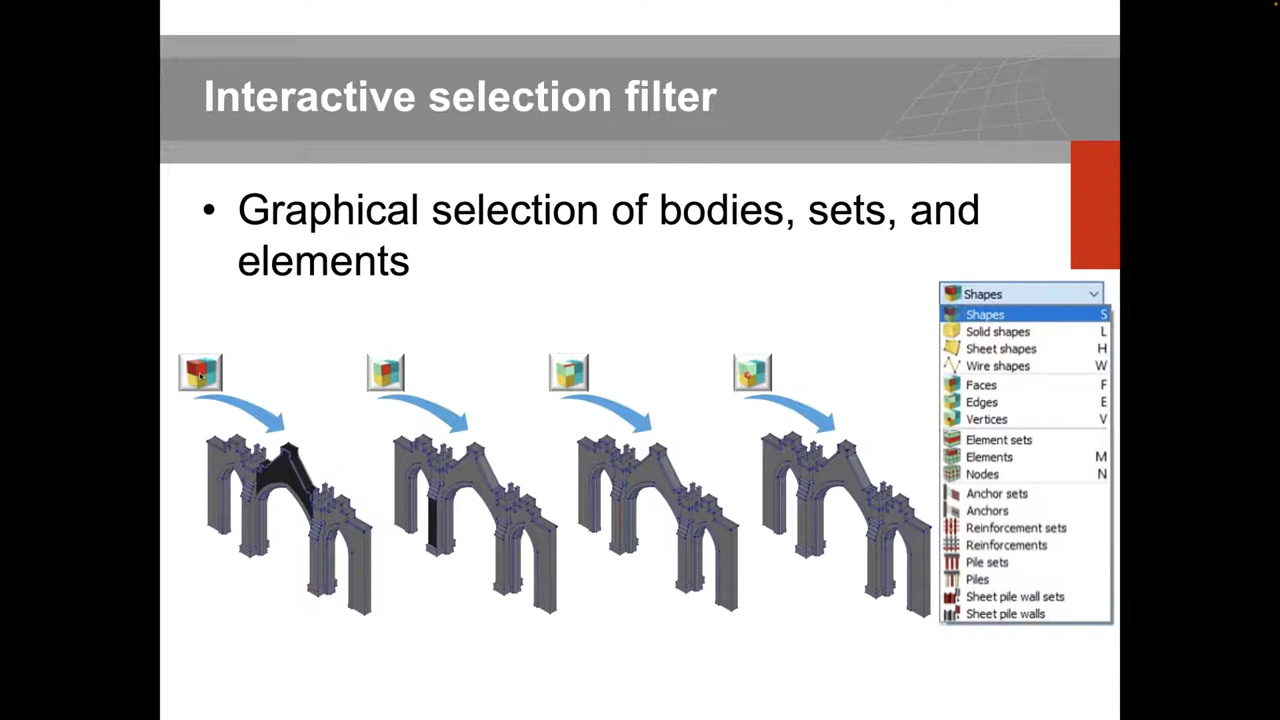 Interactive selection filter
• Graphical selection of bodies, sets, and
elements
Shapes
Shapes S
Solid shapes L
Sheet shapes H
Wire shapes W
Faces F
Edges E
Vertices V
Element sets
Elements M
Nodes N
Anchor sets
Anchors
Reinforcement sets
Reinforcements
Pile sets
Piles
Sheet pile wall sets
Sheet pile walls